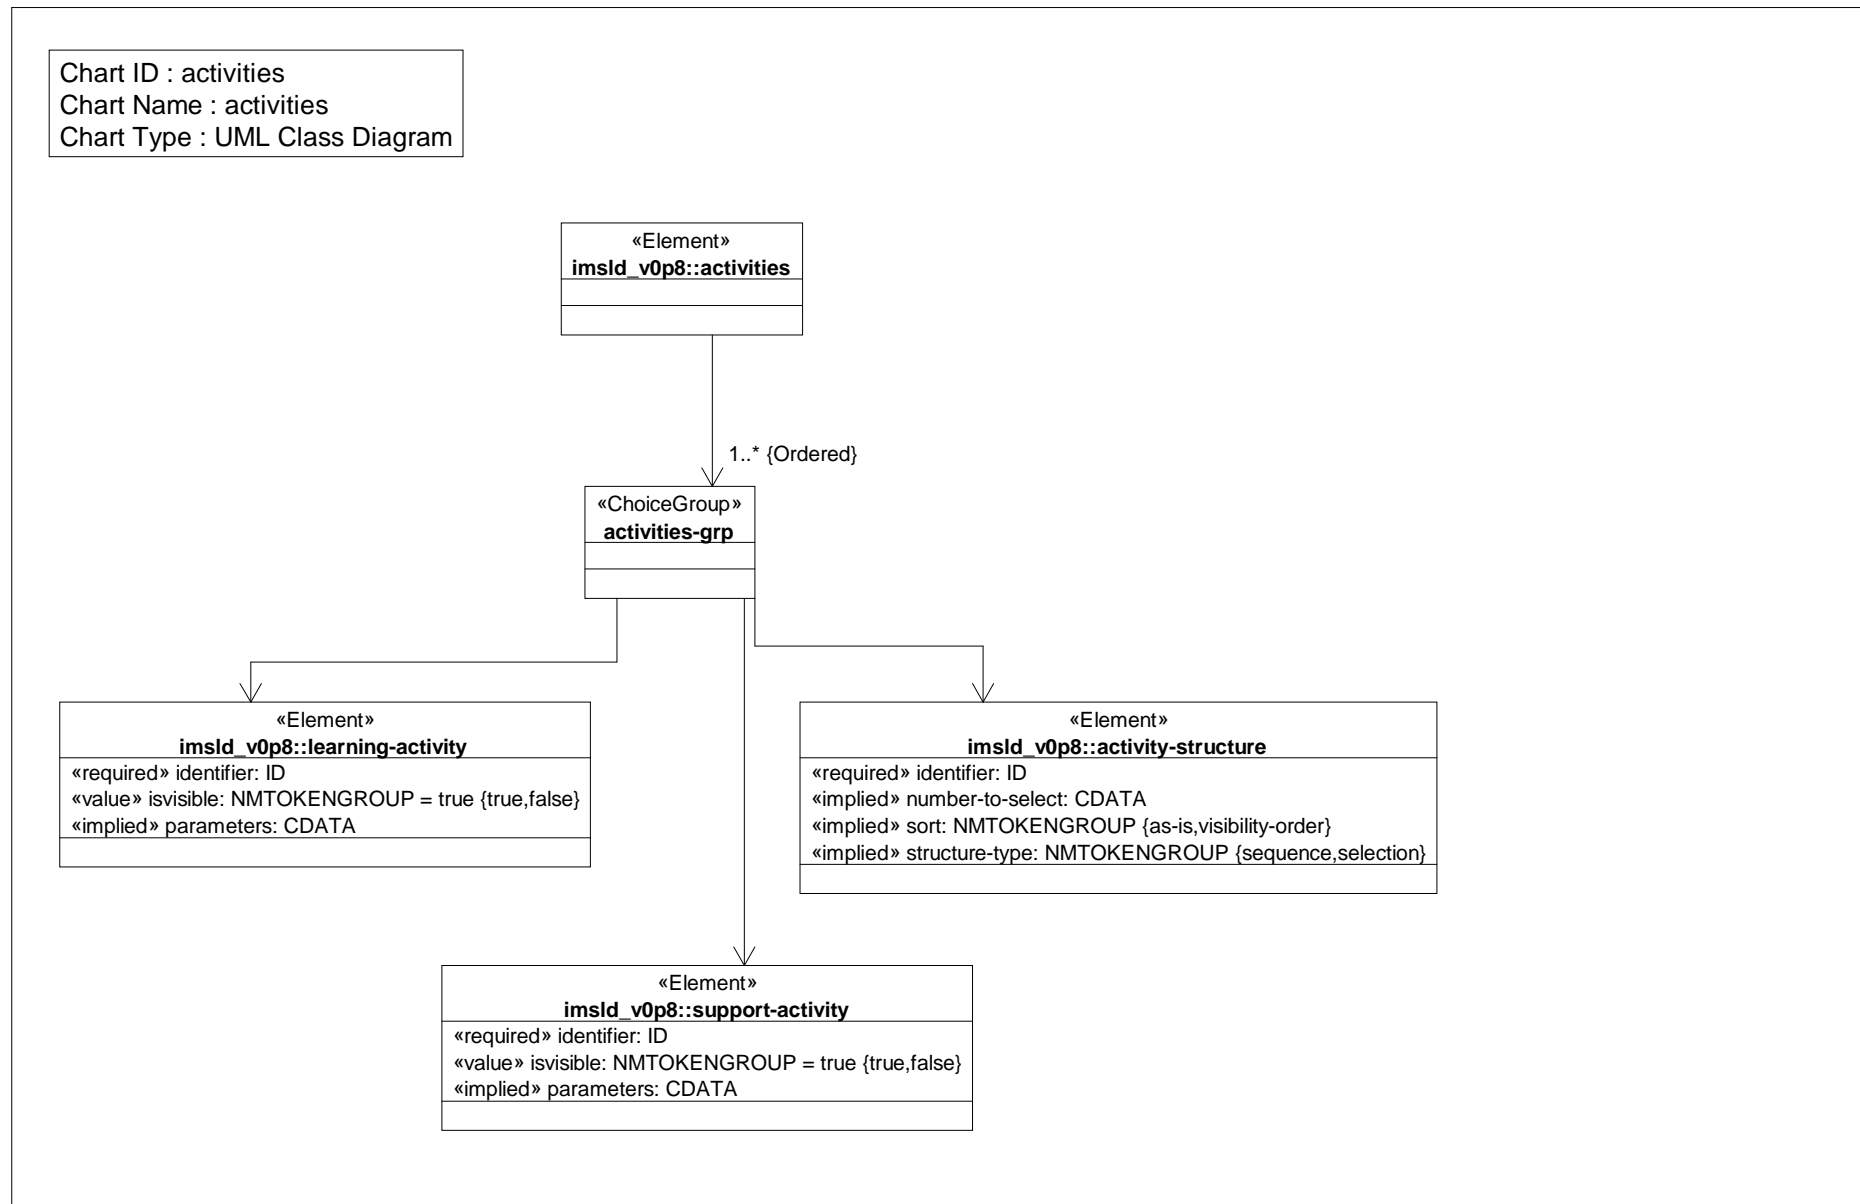 Chart ID : activities
Chart Name : activities
Chart Type : UML Class Diagram
«Element»
imsld_v0p8::activities
1..* {Ordered}
«ChoiceGroup»
activities-grp
«Element»
imsld_v0p8::learning-activity
«required» identifier: ID
«value» isvisible: NMTOKENGROUP = true {true,false}
«implied» parameters: CDATA
«Element»
imsld_v0p8::activity-structure
«required» identifier: ID
«implied» number-to-select: CDATA
«implied» sort: NMTOKENGROUP {as-is,visibility-order}
«implied» structure-type: NMTOKENGROUP {sequence,selection}
«Element»
imsld_v0p8::support-activity
«required» identifier: ID
«value» isvisible: NMTOKENGROUP = true {true,false}
«implied» parameters: CDATA